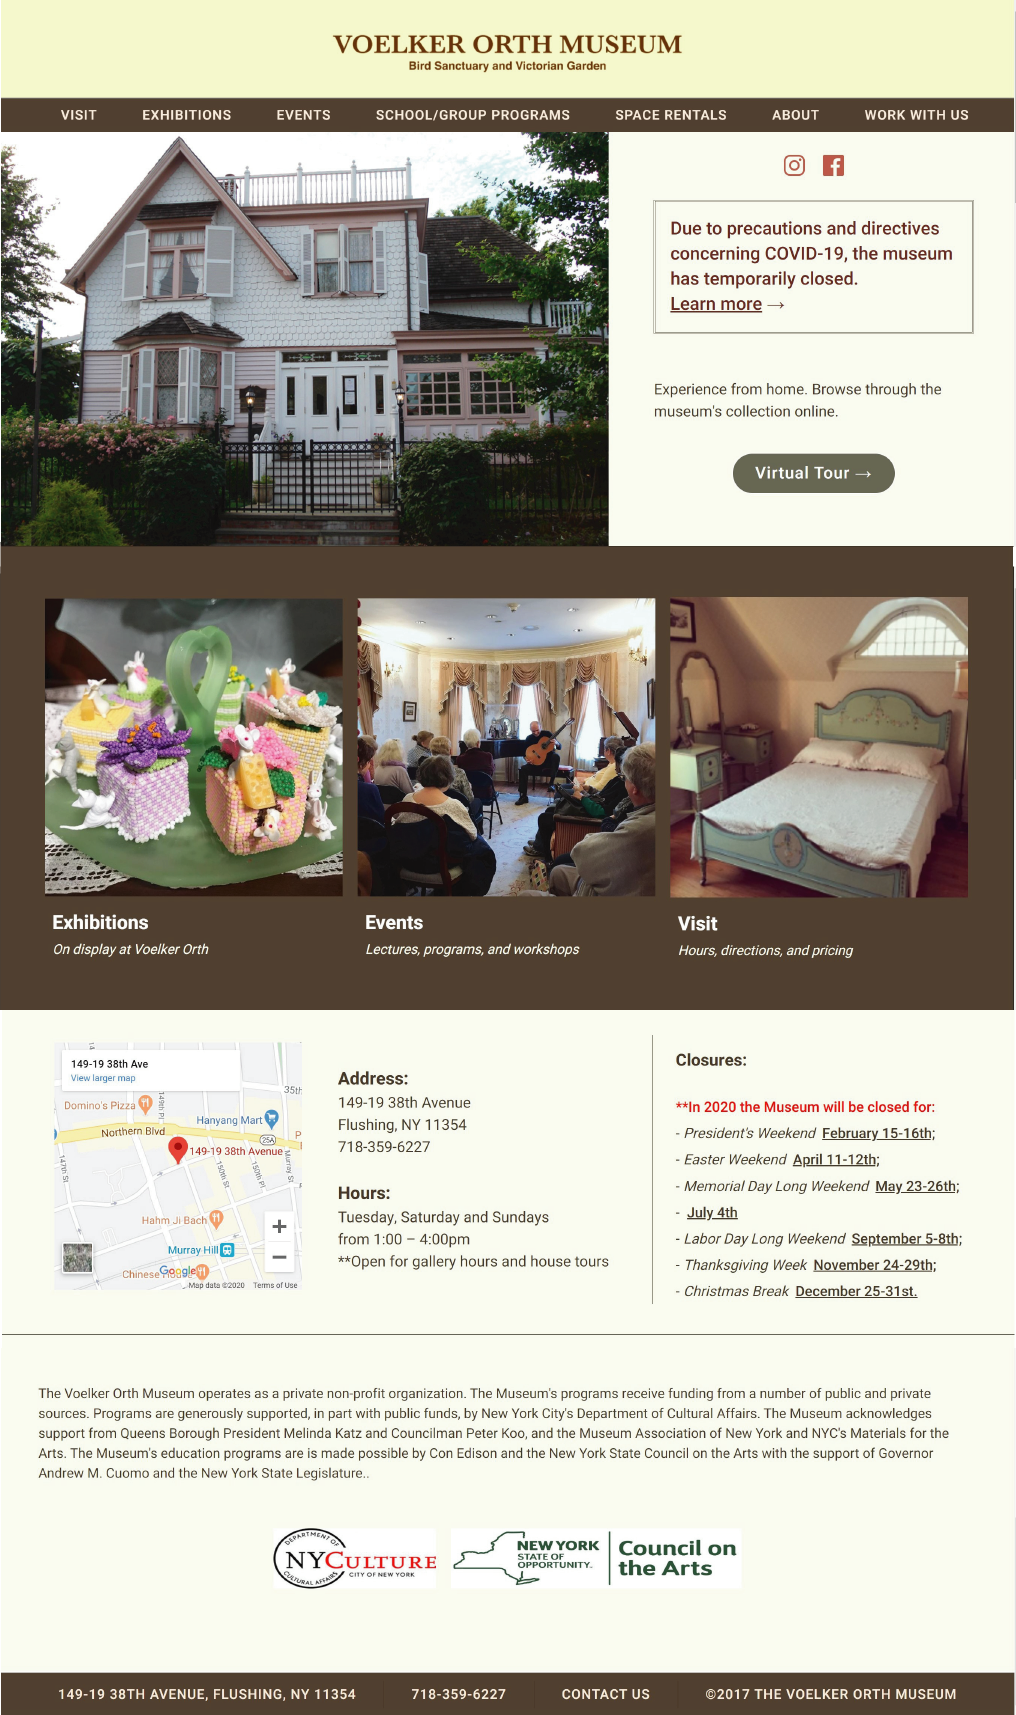 VOELKER ORTH MUSEUM
Bird Sanctuary and Victorian Garden
VISIT EXHIBITIONS EVENTS SCHOOL/GROUP PROGRAMS SPACE RENTALS ABOUT WORK WITH US
Due to precautions and directives
concerning COVID-19, the museum
has temporarily closed.
Learn more →
Experience from home. Browse through the
museum's collection online.
Virtual Tour →
Exhibitions
On display at Voelker Orth
Events
Lectures, programs, and workshops
Visit
Hours, directions, and pricing
149-19 38th Ave
View larger map
35th
Domino's Pizza
149th Pl
Hanyang Mart
Northern Blvd
25A
P
149-19 38th Avenue
147th St
150th St
150th Pl
Murray St
Hahm Ji Bach
Murray Hill
Chinese House
Google
Map data ©2020 Terms of Use
Address:
149-19 38th Avenue
Flushing, NY 11354
718-359-6227
Hours:
Tuesday, Saturday and Sundays
from 1:00 – 4:00pm
**Open for gallery hours and house tours
Closures:
**In 2020 the Museum will be closed for:
- President's Weekend February 15-16th;
- Easter Weekend April 11-12th;
- Memorial Day Long Weekend May 23-26th;
- July 4th
- Labor Day Long Weekend September 5-8th;
- Thanksgiving Week November 24-29th;
- Christmas Break December 25-31st.
The Voelker Orth Museum operates as a private non-profit organization. The Museum's programs receive funding from a number of public and private
sources. Programs are generously supported, in part with public funds, by New York City's Department of Cultural Affairs. The Museum acknowledges
support from Queens Borough President Melinda Katz and Councilman Peter Koo, and the Museum Association of New York and NYC's Materials for the
Arts. The Museum's education programs are is made possible by Con Edison and the New York State Council on the Arts with the support of Governor
Andrew M. Cuomo and the New York State Legislature..
DEPARTMENT OF
NYCULTURE
CITY OF NEW YORK
CULTURAL AFFAIRS
NEW YORK
STATE OF
OPPORTUNITY.
Council on
the Arts
149-19 38TH AVENUE, FLUSHING, NY 11354 718-359-6227 CONTACT US ©2017 THE VOELKER ORTH MUSEUM